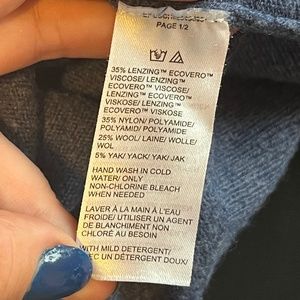 PAGE 1/2
35% LENZING™ ECOVERO™
VISCOSE/ LENZING™
ECOVERO™ VISCOSE/
LENZING™ ECOVERO™
VISKOSE/ LENZING™
ECOVERO™ VISKOSE
35% NYLON/ POLYAMIDE/
POLYAMID/ POLYAMIDE
25% WOOL/ LAINE/ WOLLE/
WOL
5% YAK/ YACK/ YAK/ JAK
HAND WASH IN COLD
WATER/ ONLY
NON-CHLORINE BLEACH
WHEN NEEDED
LAVER À LA MAIN À L'EAU
FROIDE/ UTILISER UN AGENT
DE BLANCHIMENT NON
CHLORÉ AU BESOIN
WITH MILD DETERGENT/
AVEC UN DÉTERGENT DOUX/